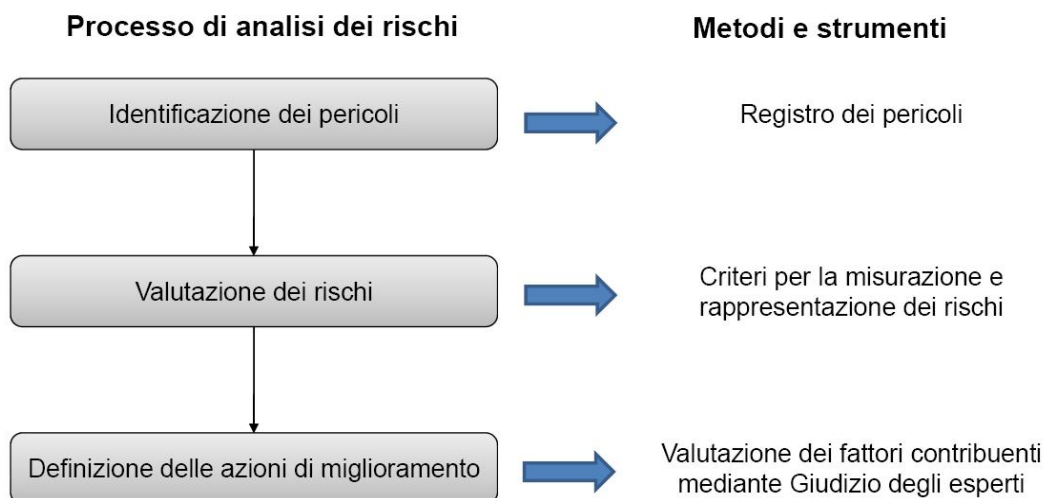 Processo di analisi dei rischi
Metodi e strumenti
Identificazione dei pericoli
Registro dei pericoli
Valutazione dei rischi
Criteri per la misurazione e
rappresentazione dei rischi
Definizione delle azioni di miglioramento
Valutazione dei fattori contribuenti
mediante Giudizio degli esperti